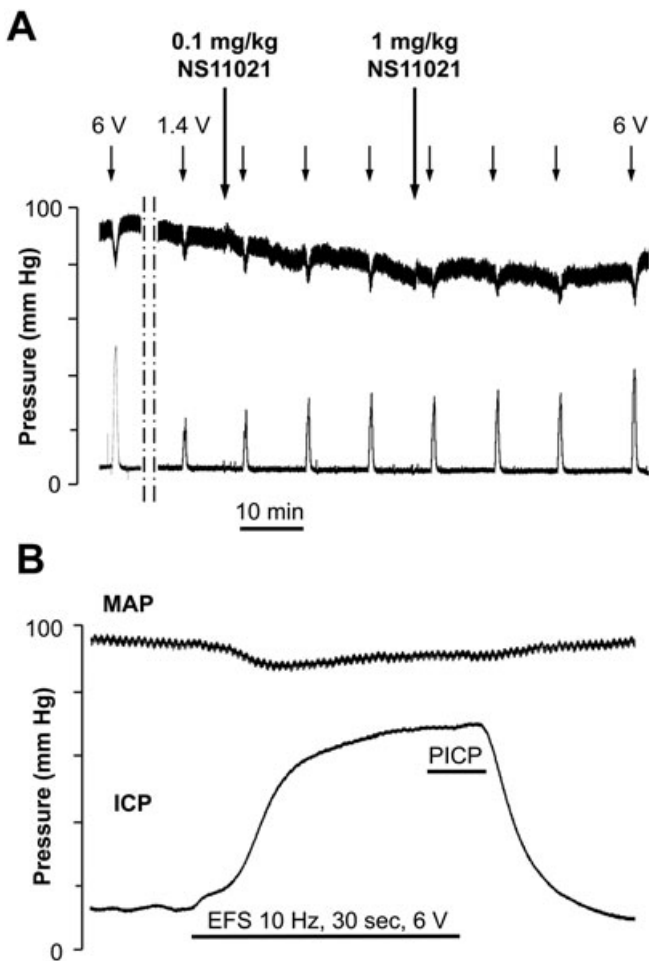 A
0.1 mg/kg
NS11021
1 mg/kg
NS11021
6 V
1.4 V
6 V
100
Pressure (mm Hg)
0
10 min
B
MAP
100
Pressure (mm Hg)
PICP
ICP
EFS 10 Hz, 30 sec, 6 V
0